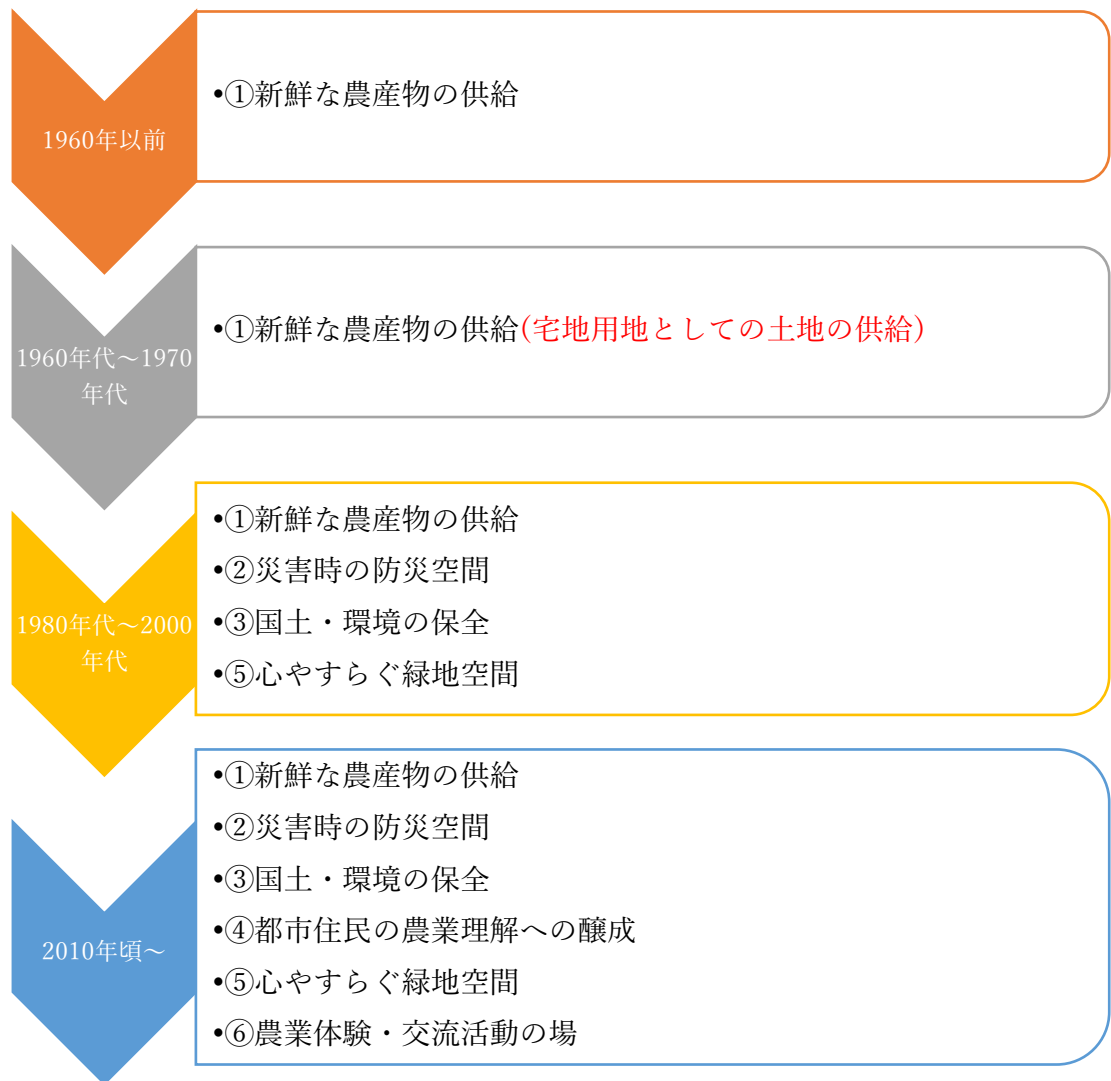 1960年以前
•①新鮮な農産物の供給
1960年代～1970
年代
•①新鮮な農産物の供給(宅地用地としての土地の供給)
1980年代～2000
年代
•①新鮮な農産物の供給
•②災害時の防災空間
•③国土・環境の保全
•⑤心やすらぐ緑地空間
2010年頃～
•①新鮮な農産物の供給
•②災害時の防災空間
•③国土・環境の保全
•④都市住民の農業理解への醸成
•⑤心やすらぐ緑地空間
•⑥農業体験・交流活動の場